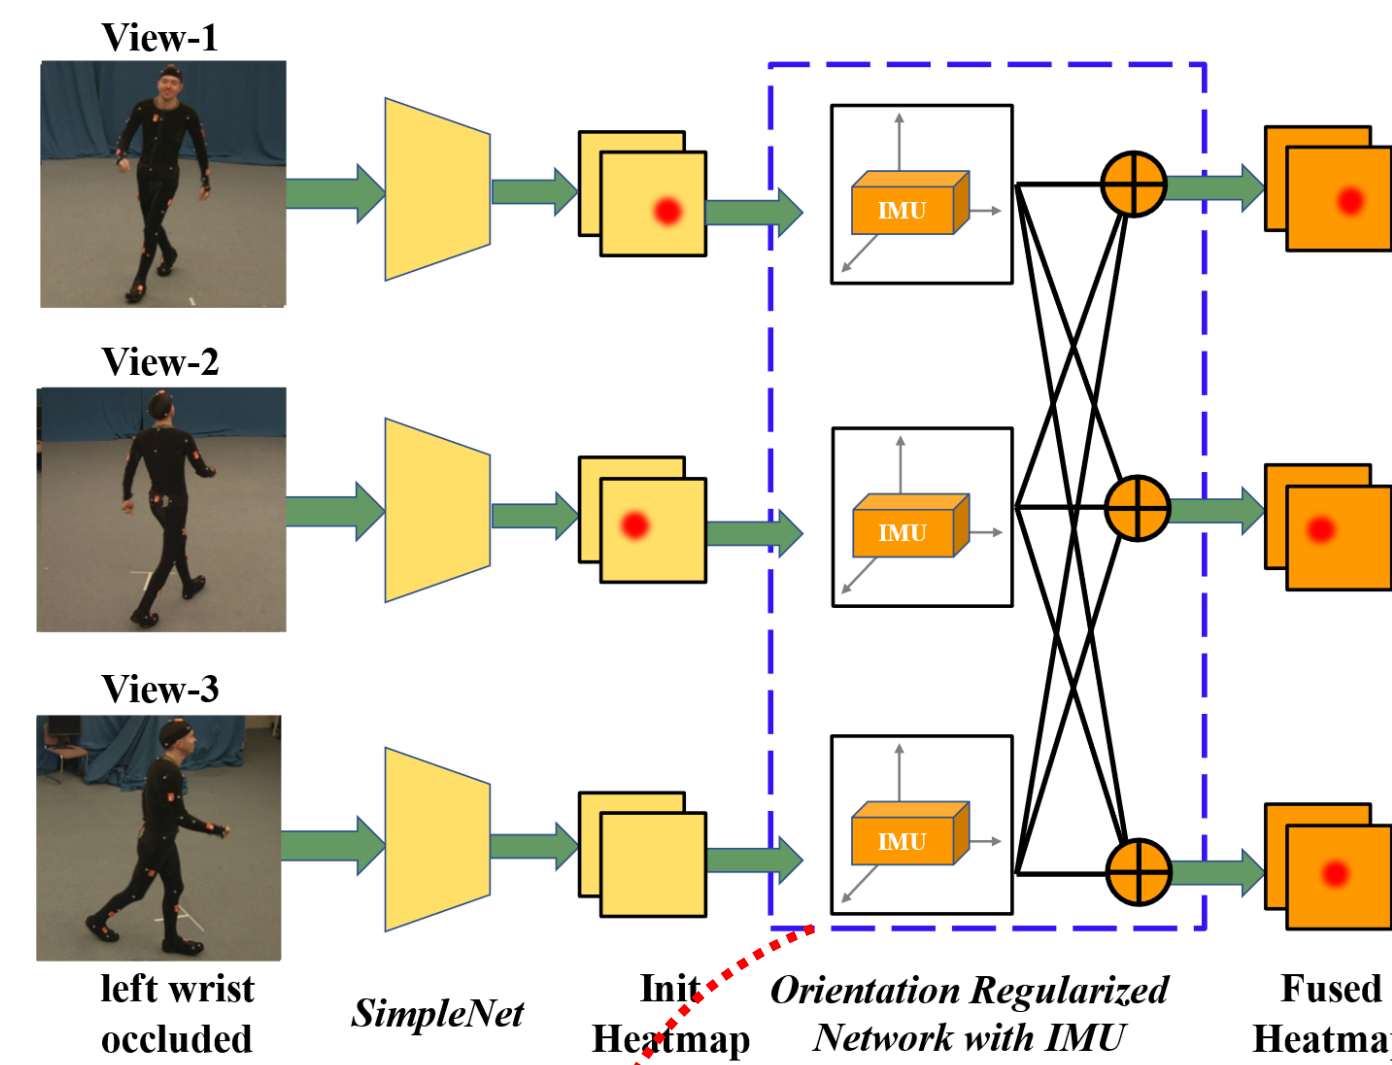 View-1
IMU
View-2
IMU
View-3
IMU
left wrist
occluded
SimpleNet
Init
Heatmap
Orientation Regularized
Network with IMU
Fused